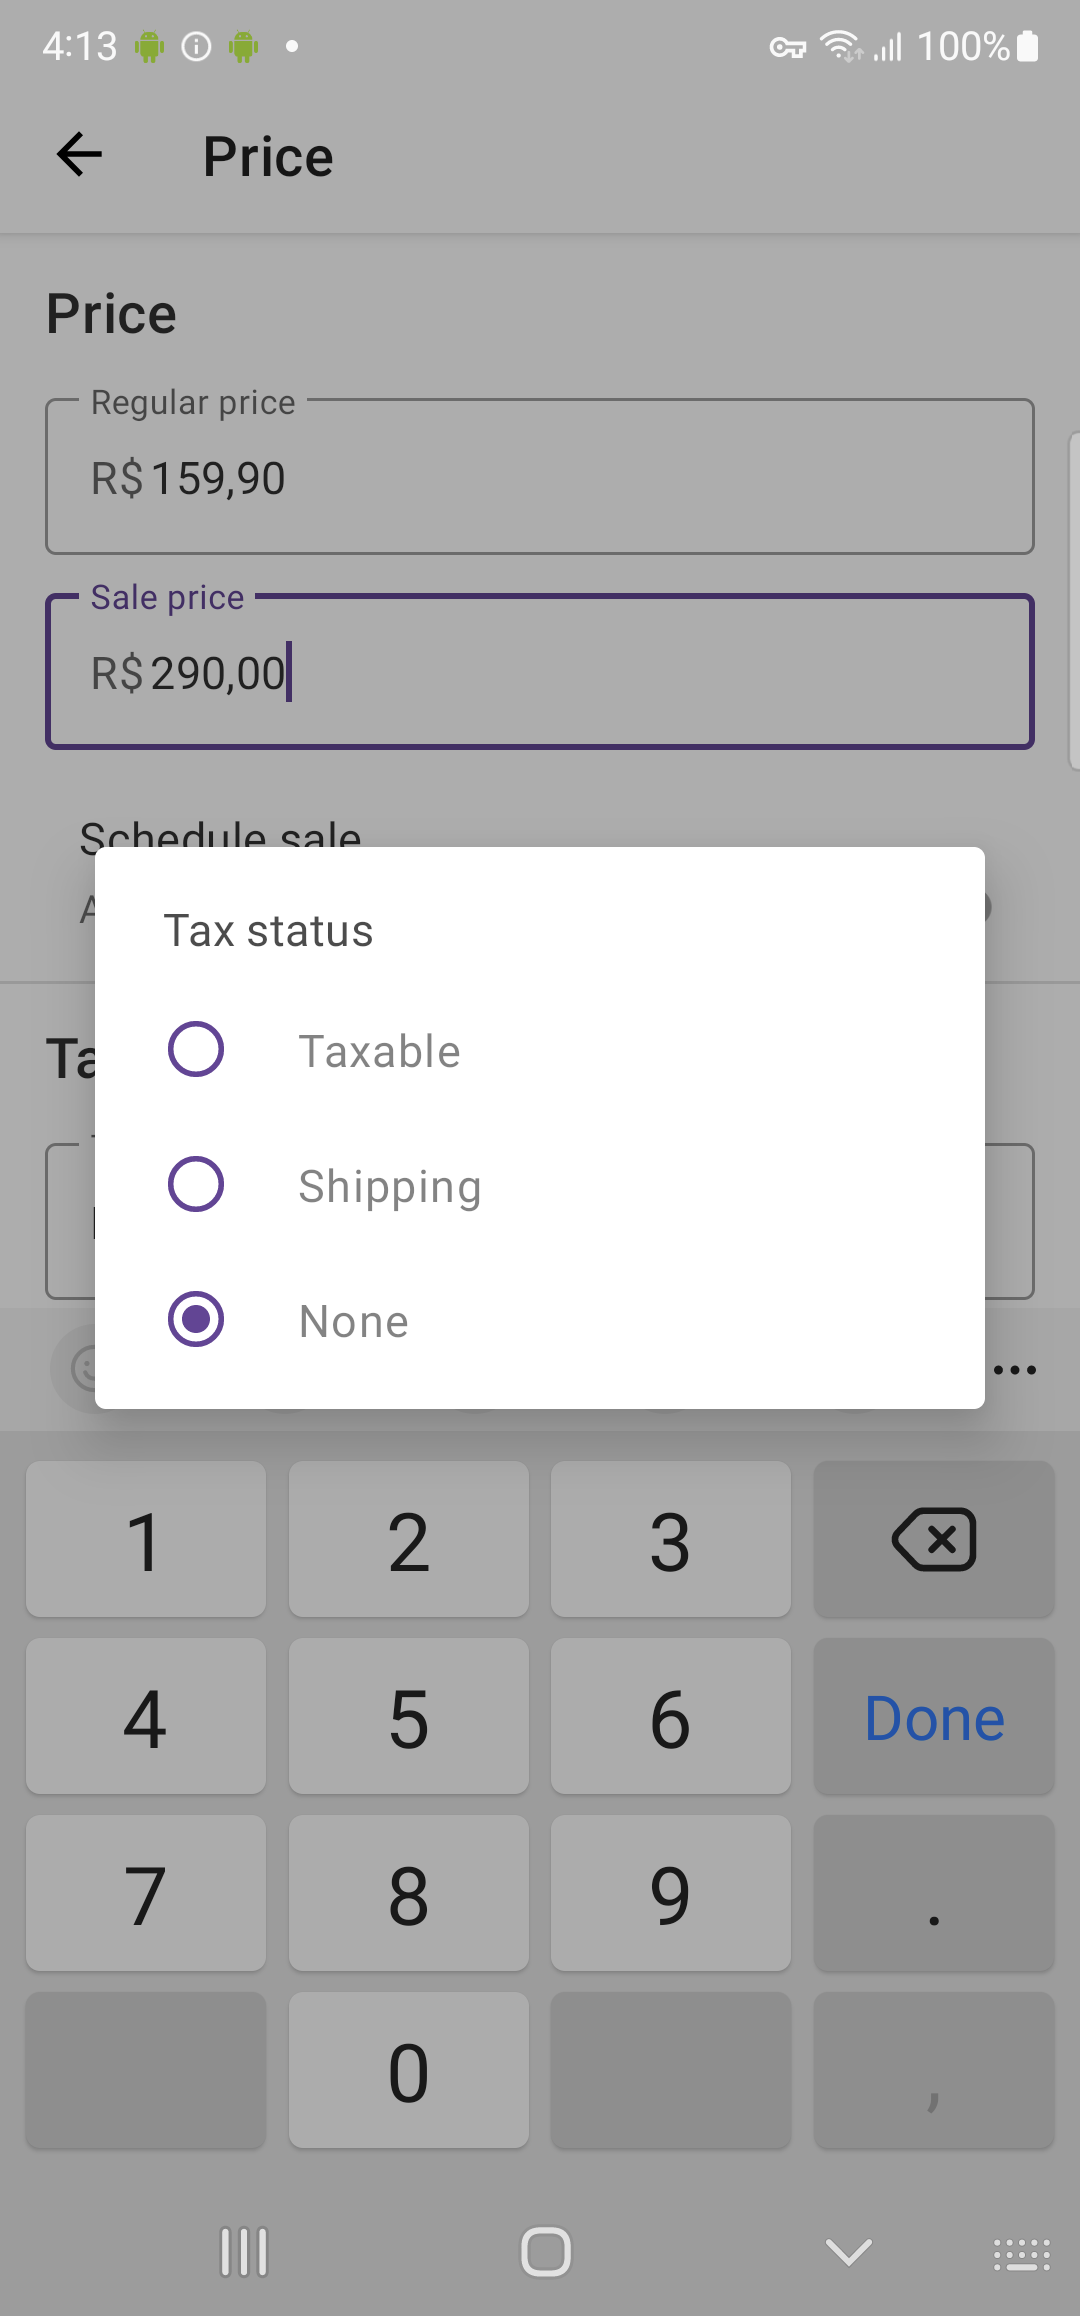 4:13 100%
Price
Price
Regular price
R$ 159,90
Sale price
R$ 290,00
Schedule sale
Tax status
Taxable
Shipping
None
1 2 3
4 5 6 Done
7 8 9 .
0 ,